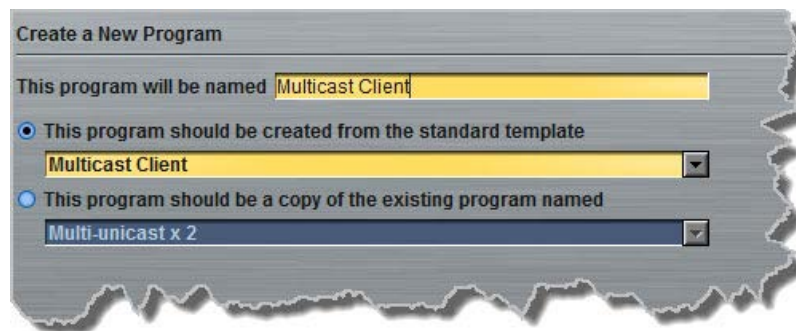 Create a New Program
This program will be named Multicast Client
This program should be created from the standard template
Multicast Client
This program should be a copy of the existing program named
Multi-unicast x 2